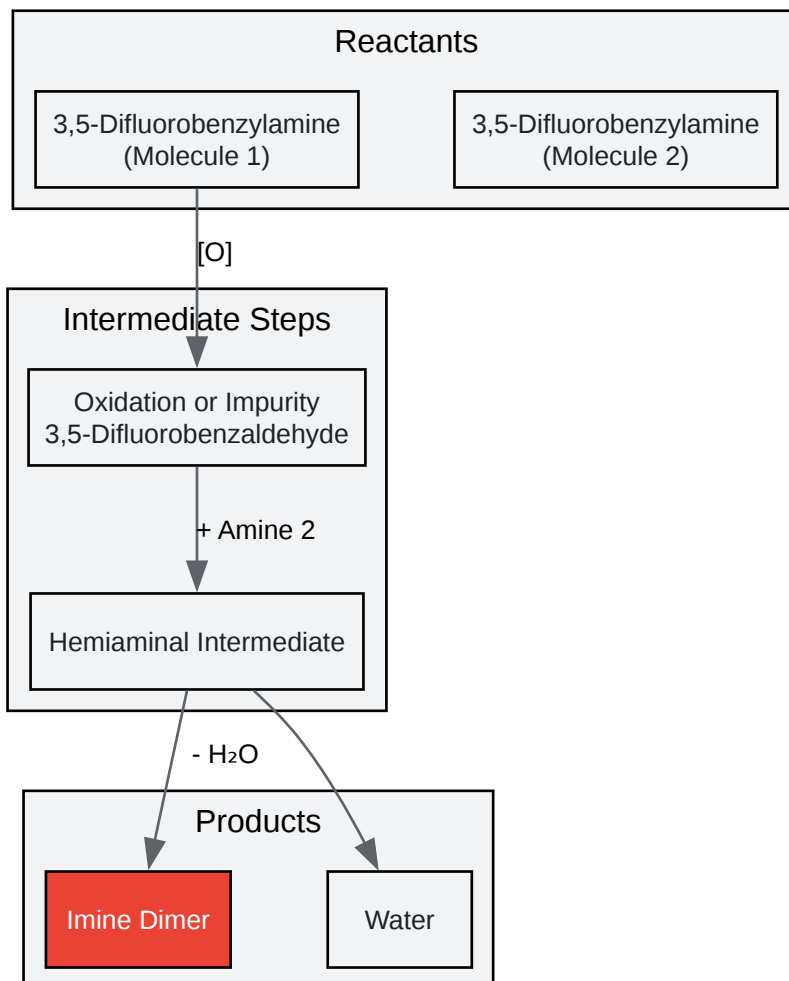 Reactants
3,5-Difluorobenzylamine
(Molecule 1)
3,5-Difluorobenzylamine
(Molecule 2)
[O]
Intermediate Steps
Oxidation or Impurity
3,5-Difluorobenzaldehyde
+ Amine 2
Hemiaminal Intermediate
- H₂O
Products
Imine Dimer
Water